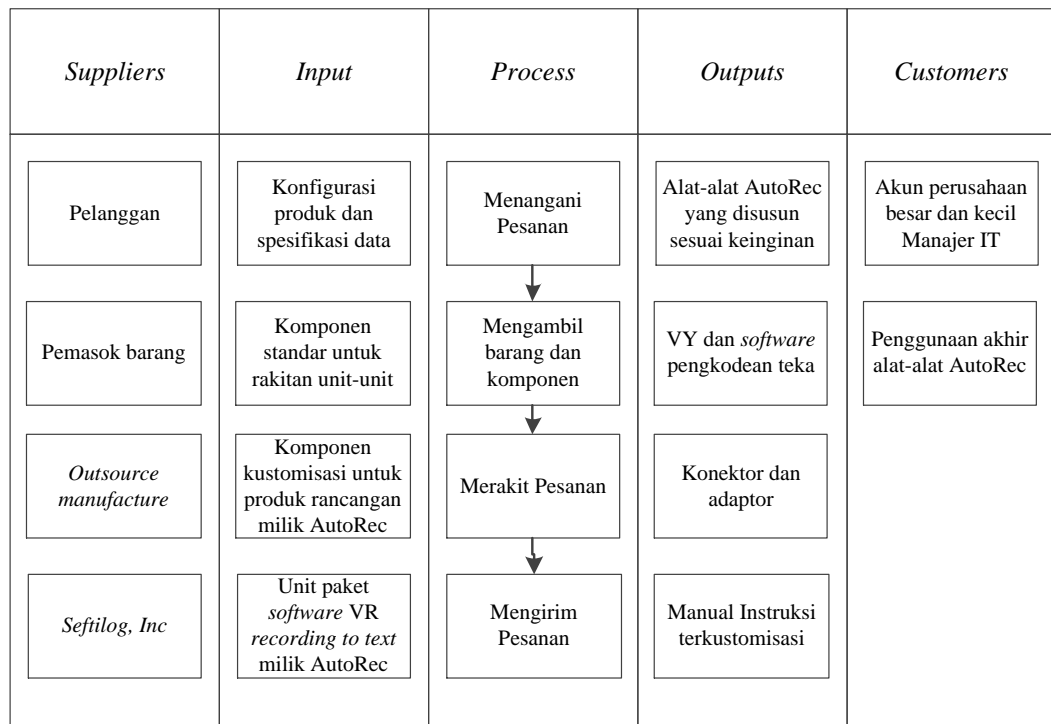 Suppliers
Input
Process
Outputs
Customers
Pelanggan
Konfigurasi
produk dan
spesifikasi data
Menangani
Pesanan
Alat-alat AutoRec
yang disusun
sesuai keinginan
Akun perusahaan
besar dan kecil
Manajer IT
Pemasok barang
Komponen
standar untuk
rakitan unit-unit
Mengambil
barang dan
komponen
VY dan software
pengkodean teka
Penggunaan akhir
alat-alat AutoRec
Outsource
manufacture
Komponen
kustomisasi untuk
produk rancangan
milik AutoRec
Merakit Pesanan
Konektor dan
adaptor
Seftilog, Inc
Unit paket
software VR
recording to text
milik AutoRec
Mengirim
Pesanan
Manual Instruksi
terkustomisasi